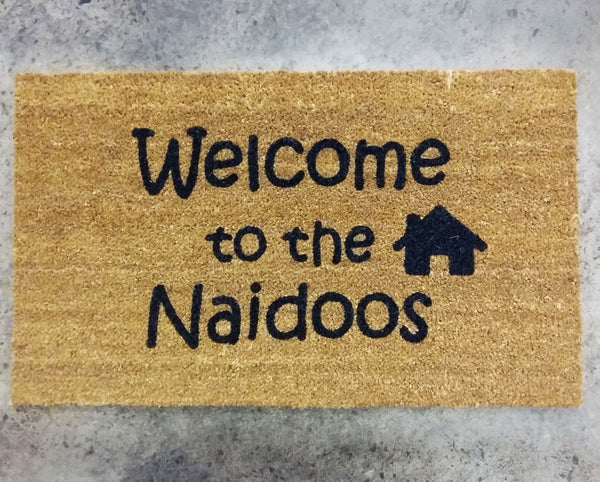 Welcome
to the
Naidoos